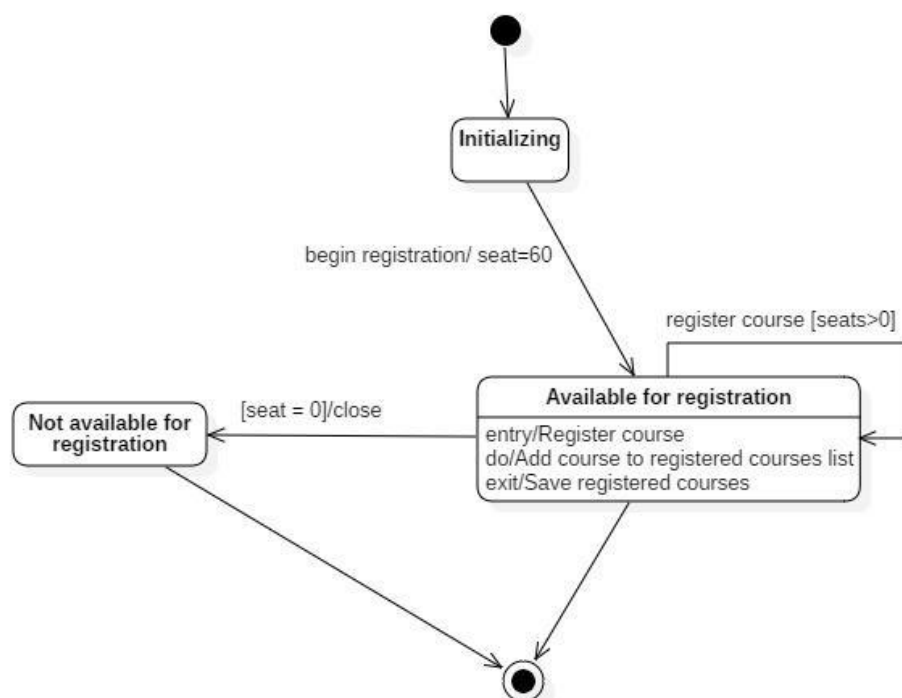 Initializing
begin registration/ seat=60
register course [seats>0]
Available for registration
entry/Register course
do/Add course to registered courses list
exit/Save registered courses
[seat = 0]/close
Not available for
registration